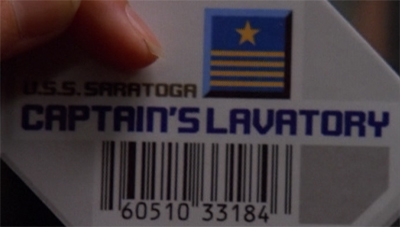 U.S.S. SARATOGA
CAPTAIN'S LAVATORY
60510 33184